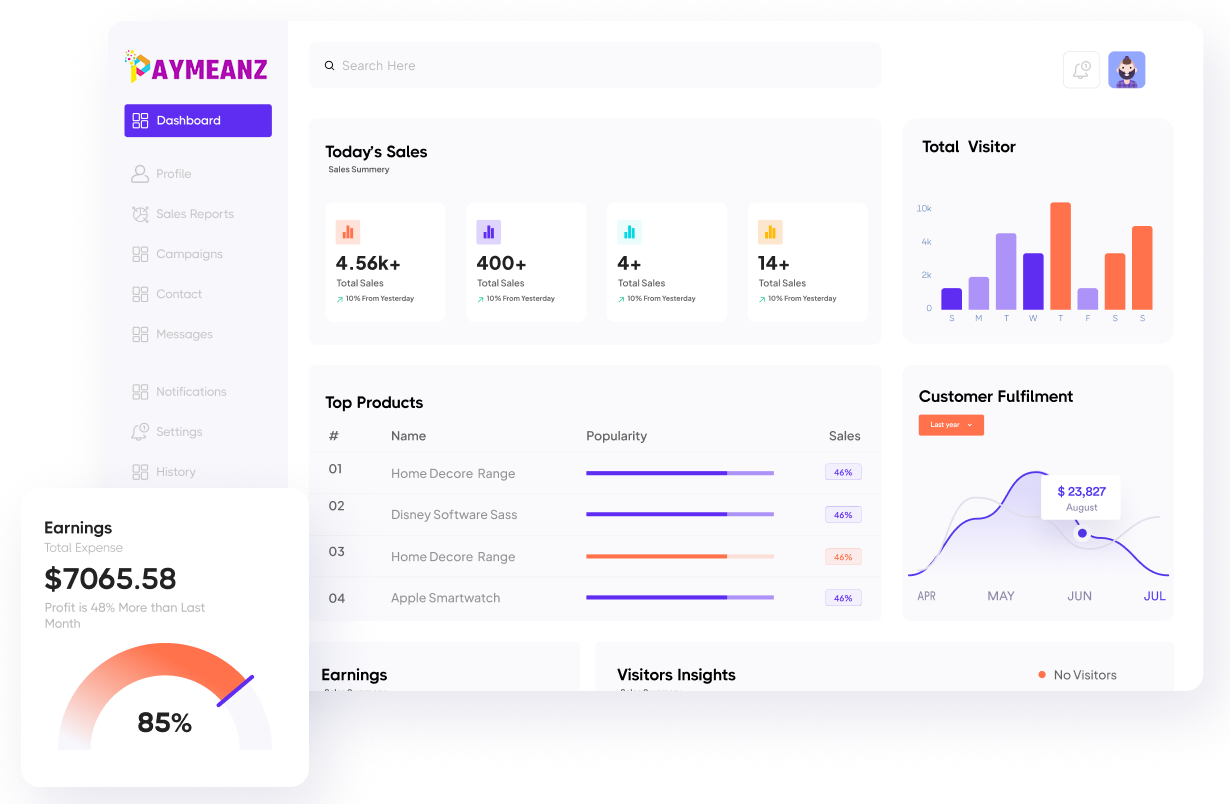 PAYMEANZ
Search Here
Dashboard
Profile
Sales Reports
Campaigns
Contact
Messages
Notifications
Settings
History
Today's Sales
Sales Summery
4.56k+
Total Sales
10% From Yesterday
400+
Total Sales
10% From Yesterday
4+
Total Sales
10% From Yesterday
14+
Total Sales
10% From Yesterday
Total Visitor
10k
4k
2k
0
S M T W T F S S
Top Products
# Name Popularity Sales
01 Home Decore Range 46%
02 Disney Software Sass 46%
03 Home Decore Range 46%
04 Apple Smartwatch 46%
Customer Fulfilment
Last year
$ 23,827
August
APR MAY JUN JUL
Earnings
Total Expense
$7065.58
Profit is 48% More than Last
Month
85%
Earnings
Visitors Insights
No Visitors